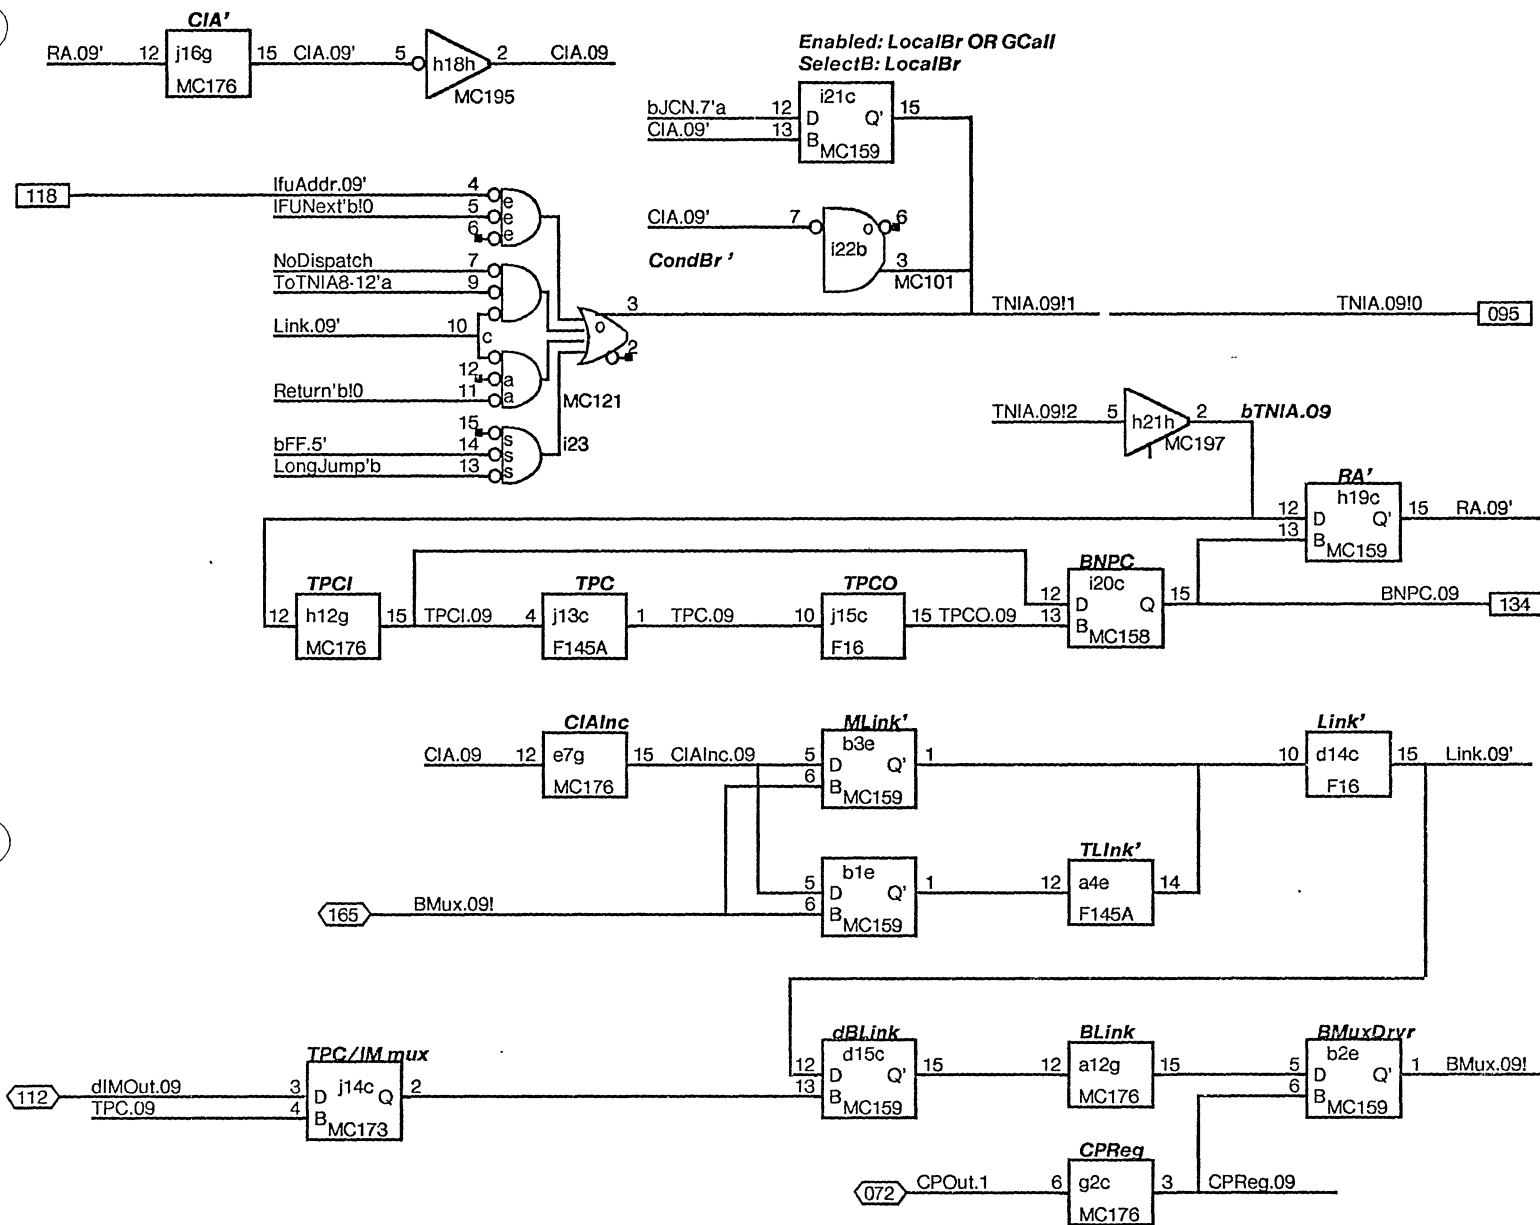 CIA'
RA.09' 12 j16g 15 CIA.09' 5 h18h 2 CIA.09
MC176
MC195
Enabled: LocalBr OR GCall
SelectB: LocalBr
i21c
bJCN.7'a 12 D Q' 15
CIA.09' 13 B
MC159
118
IfuAddr.09' 4 e
IFUNext'b!0 5 e
6 e
CIA.09' 7 i22b o 6
CondBr '
3
MC101
NoDispatch 7
ToTNIA8-12'a 9
Link.09' 10 c
o 3 TNIA.09!1 TNIA.09!0 095
2
12 a
Return'b!0 11 a
MC121
15 s
bFF.5' 14 s
LongJump'b 13 s
i23
TNIA.09!2 5 h21h 2 bTNIA.09
MC197
RA'
h19c
12 D Q' 15 RA.09'
13 B
MC159
TPCI TPC TPCO BNPC
12 h12g 15 TPCI.09 4 j13c 1 TPC.09 10 j15c 15 TPCO.09
MC176 F145A F16
i20c
12 D Q 15 BNPC.09 134
13 B
MC158
CIAInc MLink' Link'
CIA.09 12 e7g 15 CIAInc.09
MC176
b3e
5 D Q' 1
6 B
MC159
10 d14c 15 Link.09'
F16
TLink'
b1e
5 D Q' 1
6 B
MC159
12 a4e 14
F145A
165 BMux.09!
dBLink BLink BMuxDrvr
d15c
12 D Q' 15
13 B
MC159
12 a12g 15
MC176
b2e
5 D Q' 1 BMux.09!
6 B
MC159
TPC/IM mux
112 dIMOut.09 3 D j14c Q 2
TPC.09 4 B
MC173
CPReg
072 CPOut.1 6 g2c 3 CPReg.09
MC176